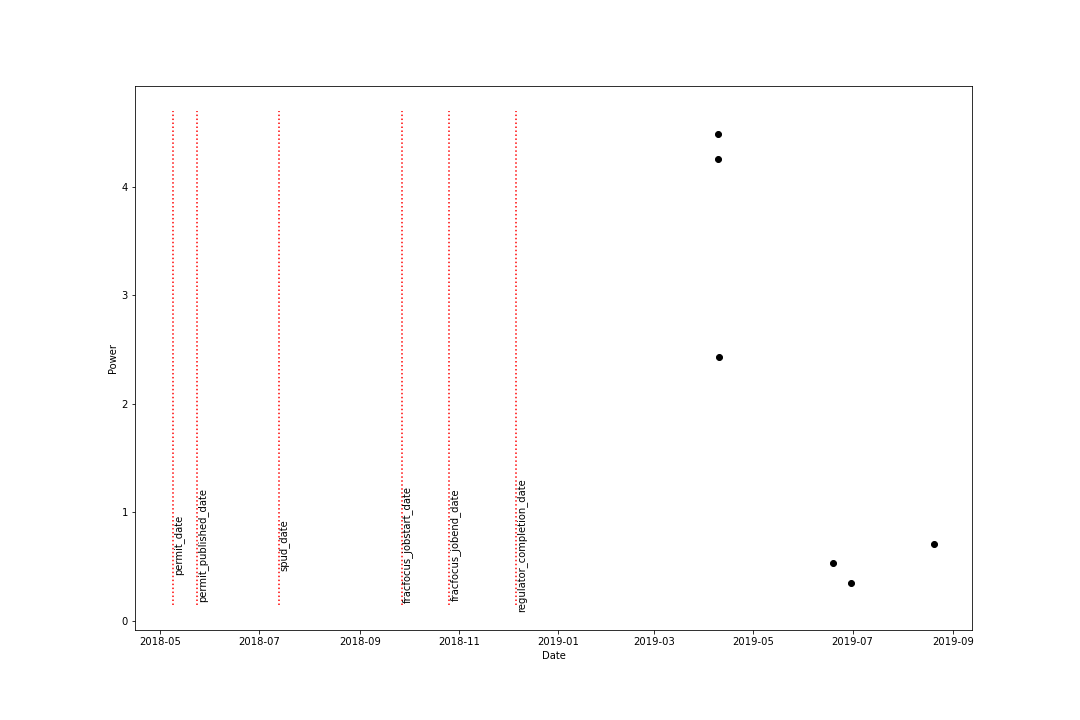 4
3
2
1
0
Power
permit_date
permit_published_date
spud_date
fracfocus_jobstart_date
fracfocus_jobend_date
regulator_completion_date
2018-05 2018-07 2018-09 2018-11 2019-01 2019-03 2019-05 2019-07 2019-09
Date